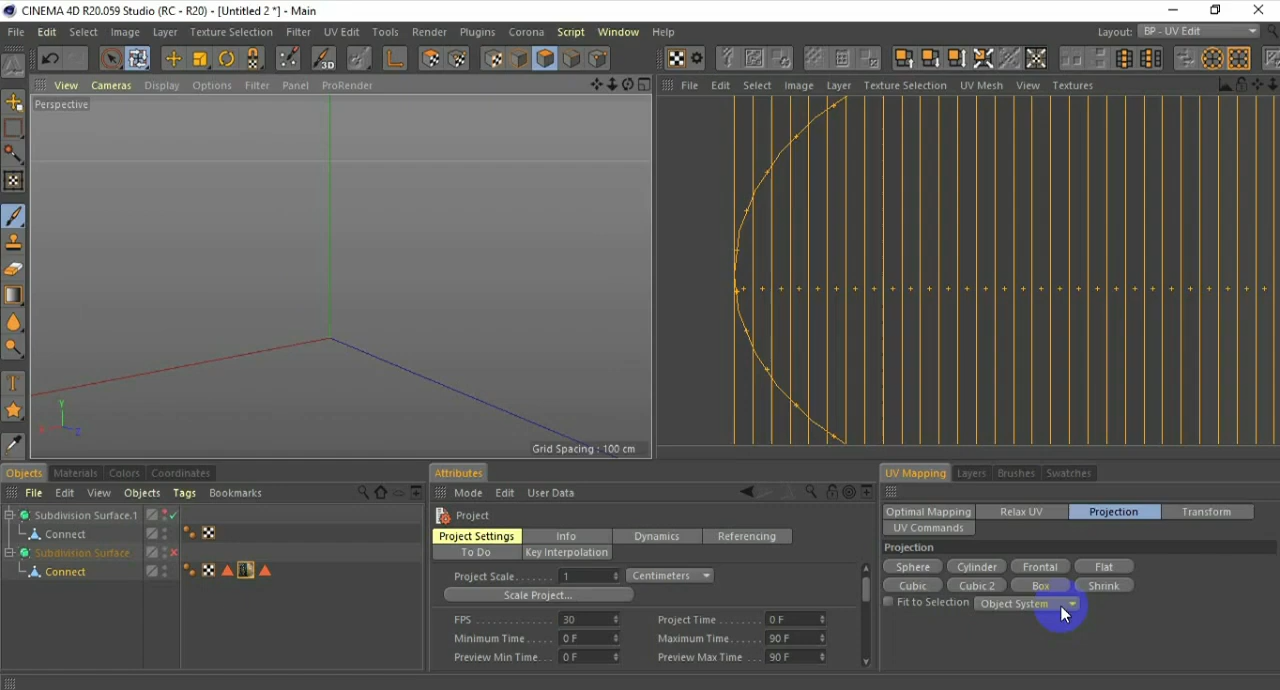 CINEMA 4D R20.059 Studio (RC - R20) - [Untitled 2 *] - Main
File Edit Select Image Layer Texture Selection Filter UV Edit Tools Render Plugins Corona Script Window Help Layout: BP - UV Edit
View Cameras Display Options Filter Panel ProRender
File Edit Select Image Layer Texture Selection UV Mesh View Textures
Perspective
Y
X
Z
Grid Spacing : 100 cm
Objects Materials Colors Coordinates
File Edit View Objects Tags Bookmarks
Subdivision Surface.1
Connect
Subdivision Surface
Connect
Attributes
Mode Edit User Data
Project
Project Settings Info Dynamics Referencing
To Do Key Interpolation
Project Scale....... 1 Centimeters
Scale Project...
FPS 30 Project Time 0 F
Minimum Time 0 F Maximum Time 90 F
Preview Min Time 0 F Preview Max Time 90 F
UV Mapping Layers Brushes Swatches
Optimal Mapping Relax UV Projection Transform
UV Commands
Projection
Sphere Cylinder Frontal Flat
Cubic Cubic 2 Box Shrink
Fit to Selection Object System